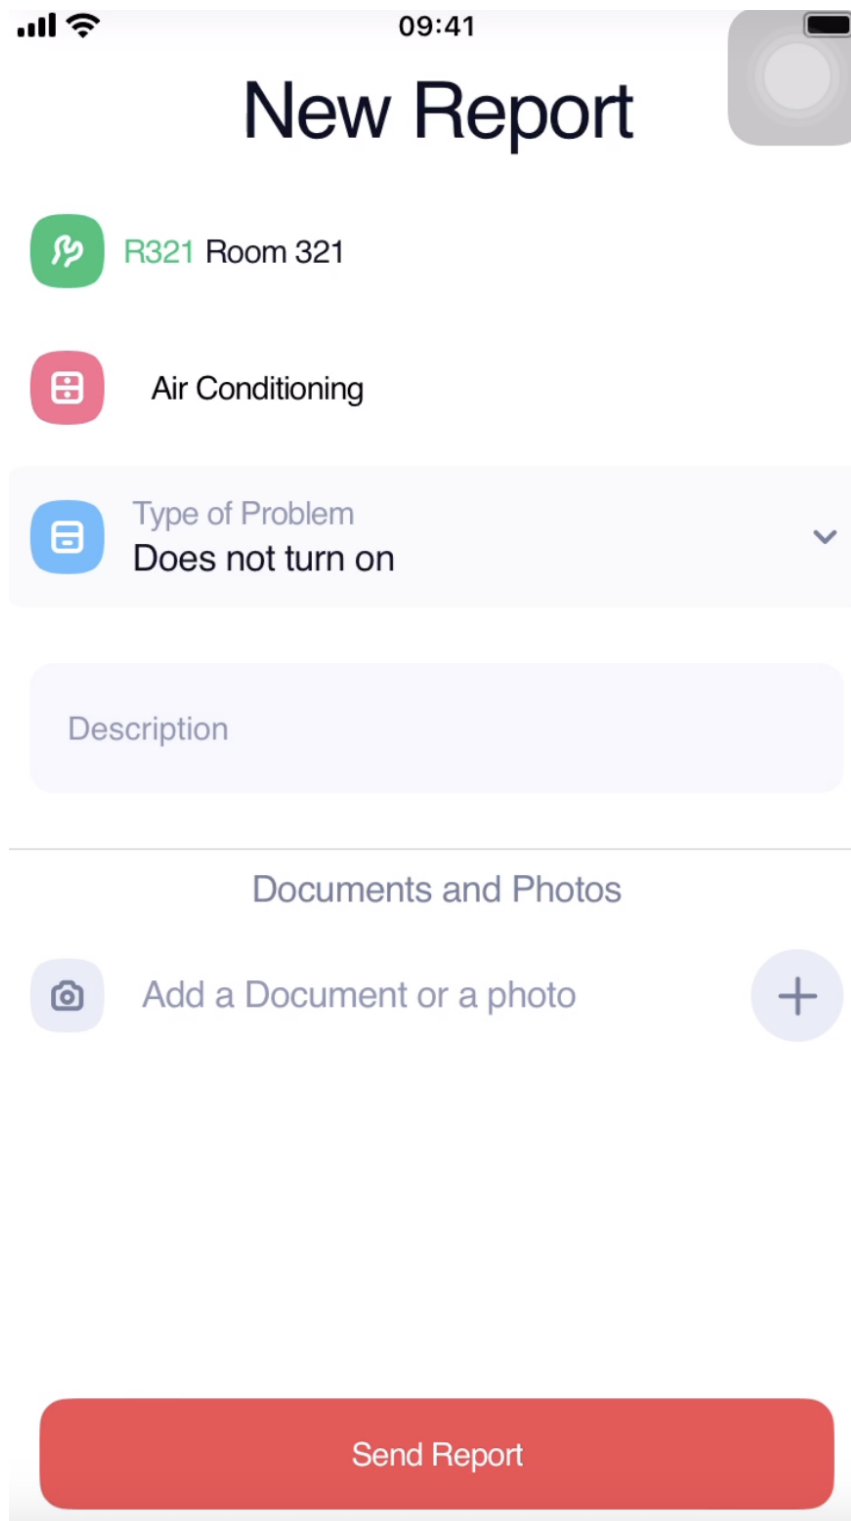 09:41
New Report
R321 Room 321
Air Conditioning
Type of Problem
Does not turn on
Description
Documents and Photos
Add a Document or a photo
Send Report